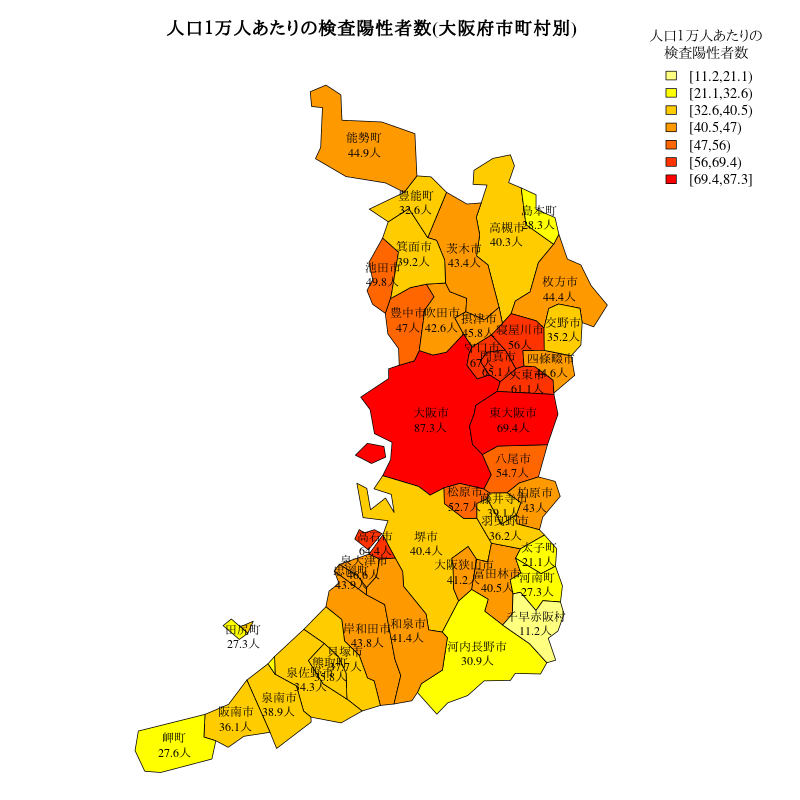 人口1万人あたりの検査陽性者数(大阪府市町村別)
人口1万人あたりの
検査陽性者数
[11.2,21.1)
[21.1,32.6)
[32.6,40.5)
[40.5,47)
[47,56)
[56,69.4)
[69.4,87.3]
能勢町
44.9人
豊能町
32.6人
島本町
28.3人
高槻市
40.3人
茨木市
43.4人
箕面市
39.2人
池田市
49.8人
枚方市
44.4人
豊中市
47人
吹田市
42.6人
摂津市
45.8人
寝屋川市
56人
交野市
35.2人
守口市
67人
門真市
65.1人
四條畷市
44.6人
大東市
61.1人
大阪市
87.3人
東大阪市
69.4人
八尾市
54.7人
松原市
52.7人
藤井寺市
39.1人
柏原市
43人
羽曳野市
36.2人
高石市
64.4人
堺市
40.4人
太子町
21.1人
泉大津市
46.6人
忠岡町
43.9人
大阪狭山市
41.2人
富田林市
40.5人
河南町
27.3人
千早赤阪村
11.2人
田尻町
27.3人
岸和田市
43.8人
和泉市
41.4人
河内長野市
30.9人
貝塚市
37.7人
熊取町
35.8人
泉佐野市
34.3人
泉南市
38.9人
阪南市
36.1人
岬町
27.6人